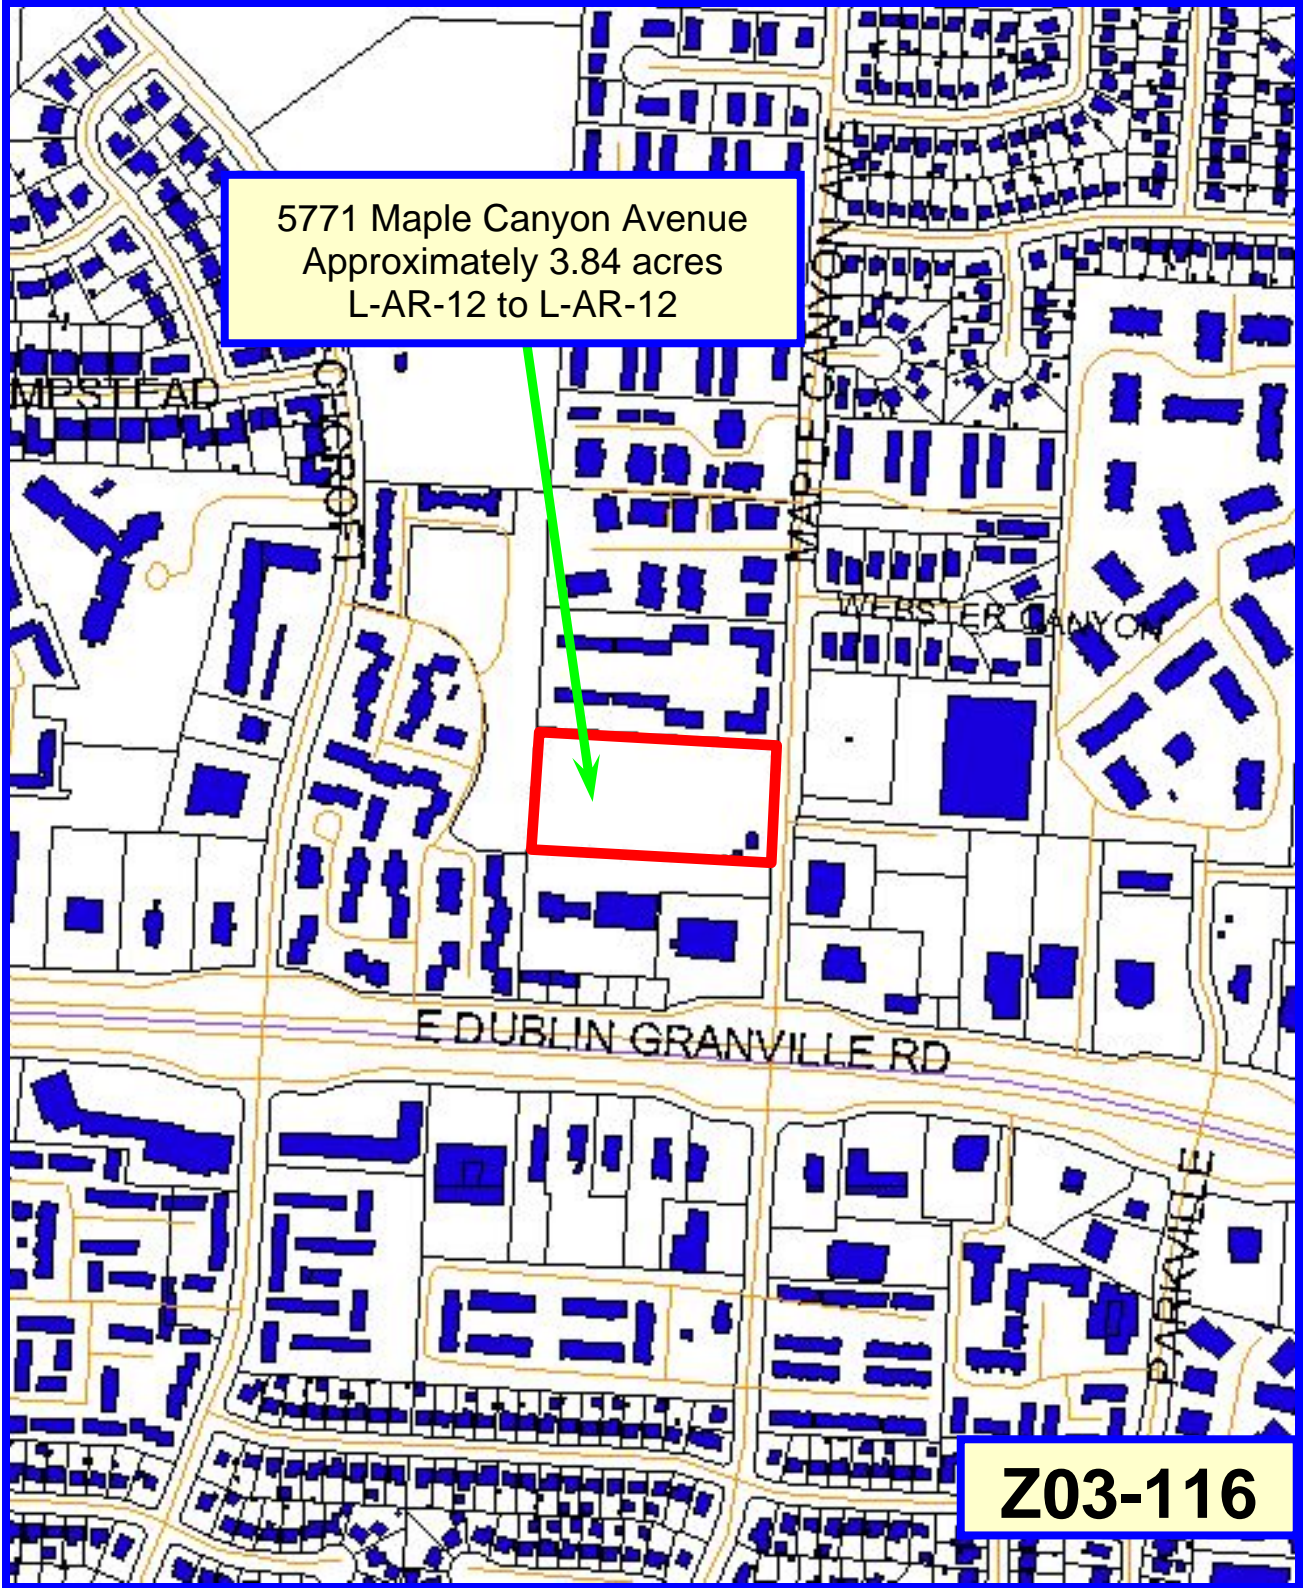 5771 Maple Canyon Avenue
Approximately 3.84 acres
L-AR-12 to L-AR-12
MAPLE CANYON AVE
MPSTEAD
WEBSTER CANYON
E DUBLIN GRANVILLE RD
PARKVILLE
Z03-116